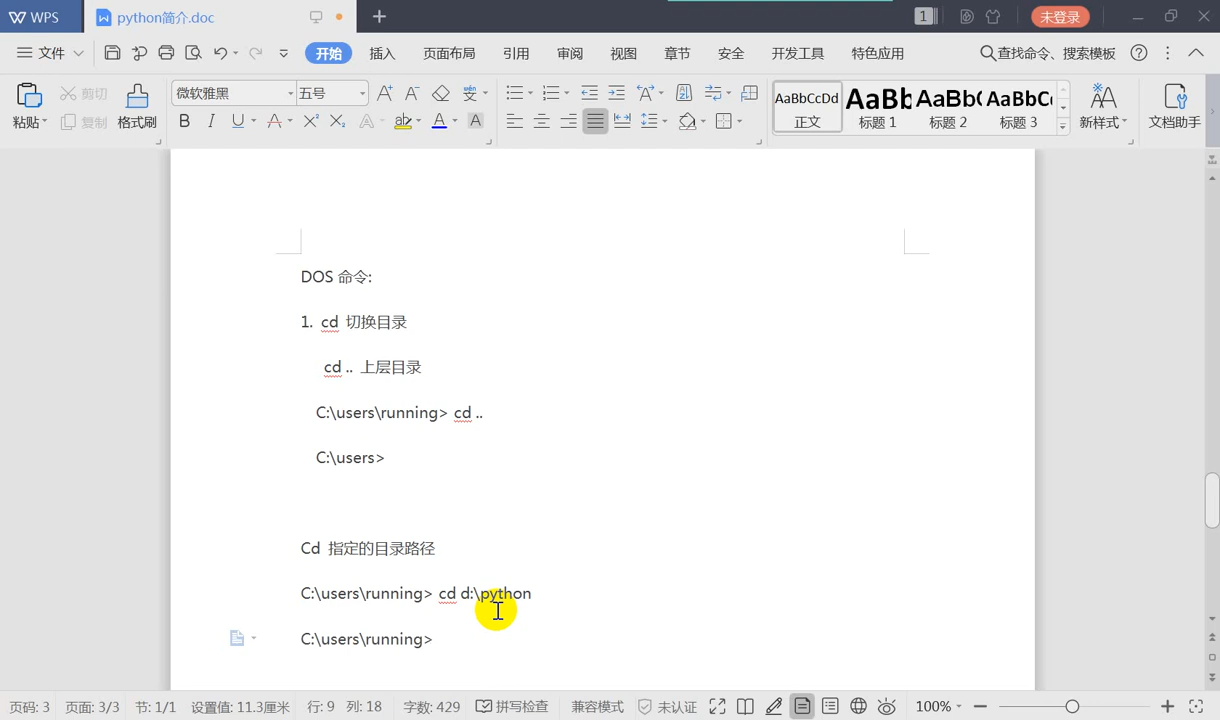 WPS
python简介.doc
1
未登录
文件
开始
插入
页面布局
引用
审阅
视图
章节
安全
开发工具
特色应用
查找命令、搜索模板
粘贴
剪切
复制
格式刷
微软雅黑
五号
AaBbCcDd
正文
AaBb
标题 1
AaBb(
标题 2
AaBbC
标题 3
新样式
文档助手
DOS 命令:
1. cd 切换目录
cd .. 上层目录
C:\users\running> cd ..
C:\users>
Cd 指定的目录路径
C:\users\running> cd d:\python
C:\users\running>
页码: 3 页面: 3/3 节: 1/1 设置值: 11.3厘米 行: 9 列: 18 字数: 429 拼写检查 兼容模式 未认证 100%